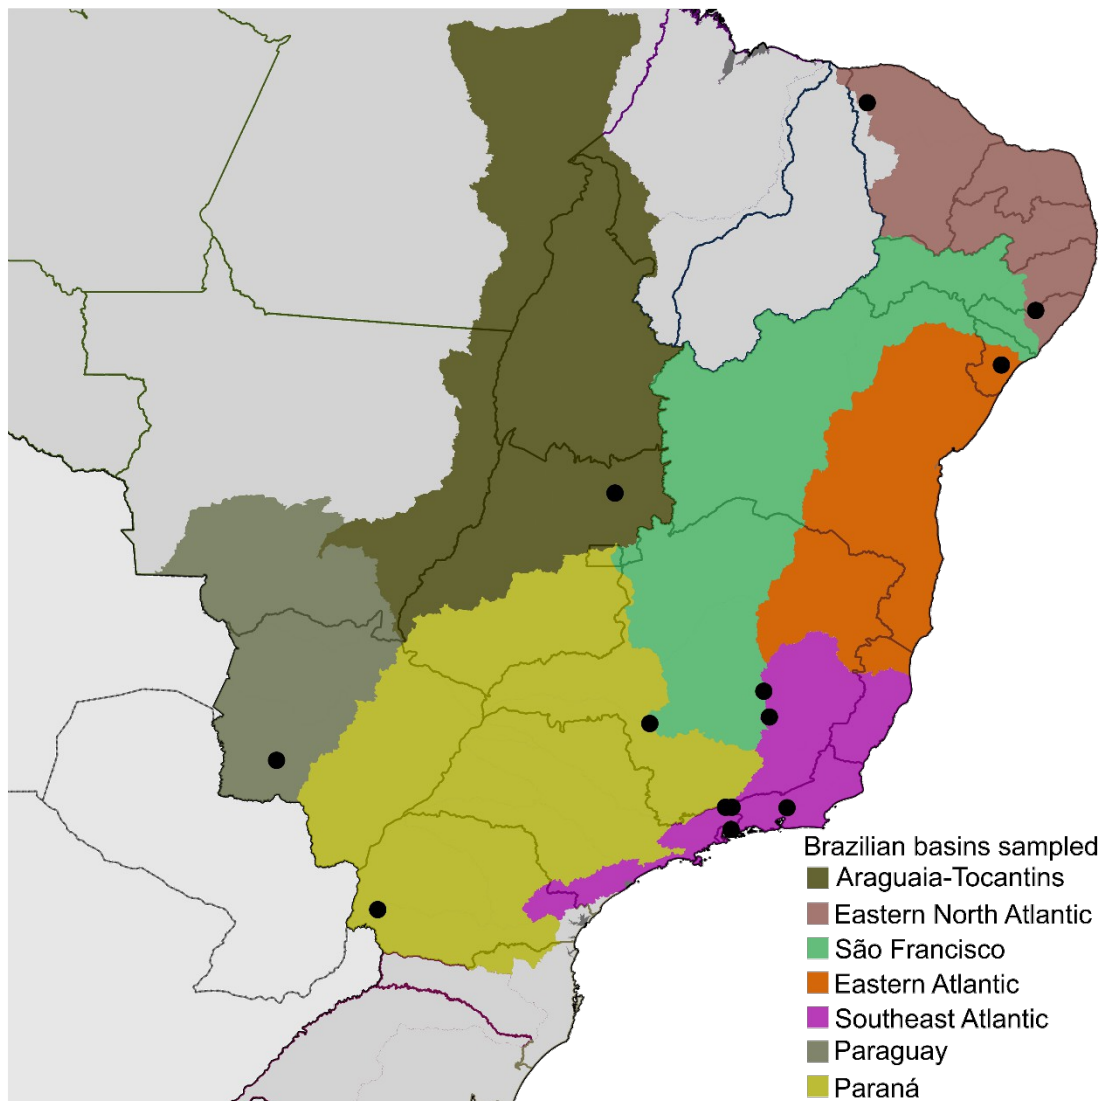 Brazilian basins sampled
Araguaia-Tocantins
Eastern North Atlantic
São Francisco
Eastern Atlantic
Southeast Atlantic
Paraguay
Paraná